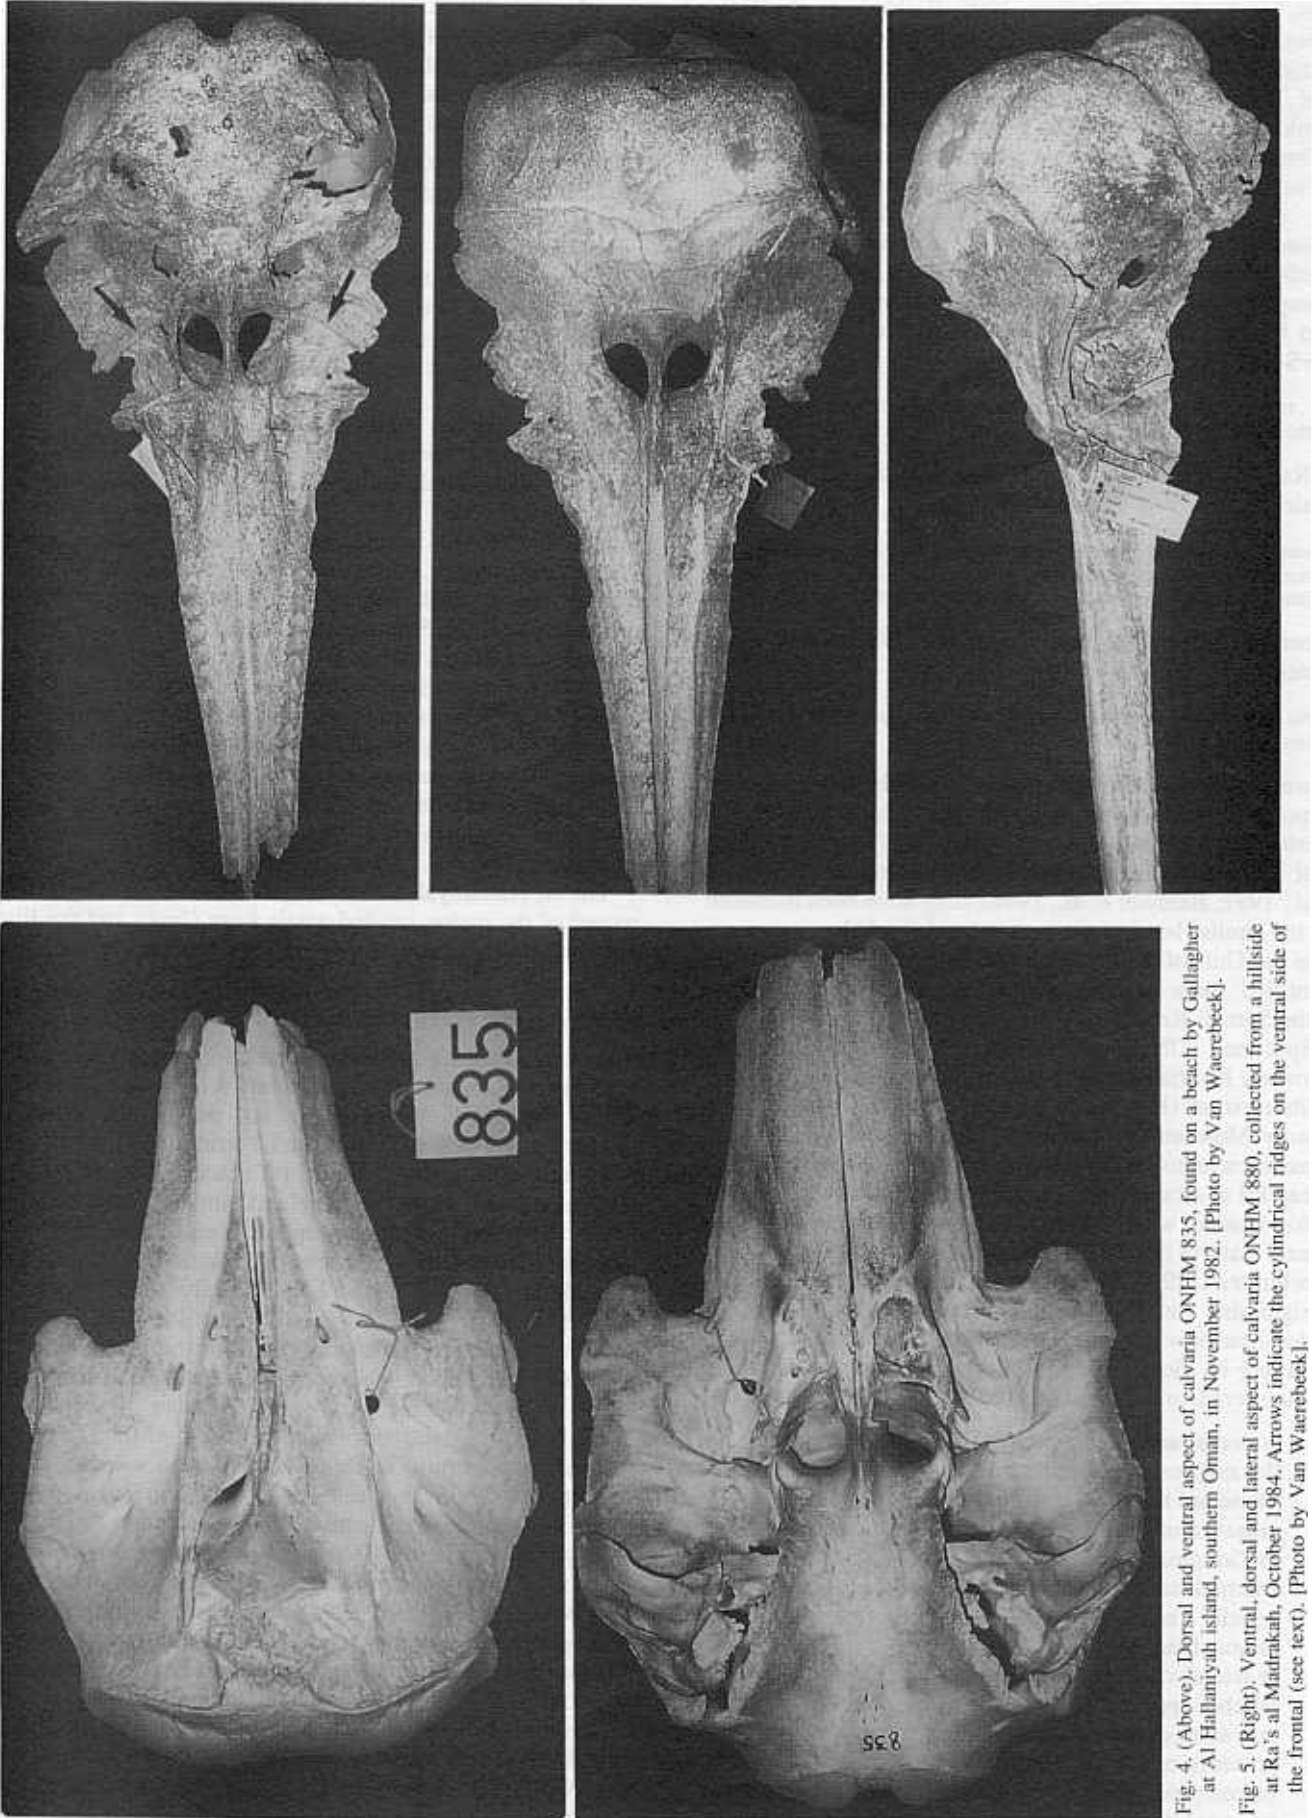 835
835
Fig. 4. (Above). Dorsal and ventral aspect of calvaria ONHM 835, found on a beach by Gallagher
at Al Hallaniyah island, southern Oman, in November 1982. [Photo by Van Waerebeek].
Fig. 5. (Right). Ventral, dorsal and lateral aspect of calvaria ONHM 880, collected from a hillside
at Ra's al Madrakah, October 1984. Arrows indicate the cylindrical ridges on the ventral side of
the frontal (see text). [Photo by Van Waerebeek].